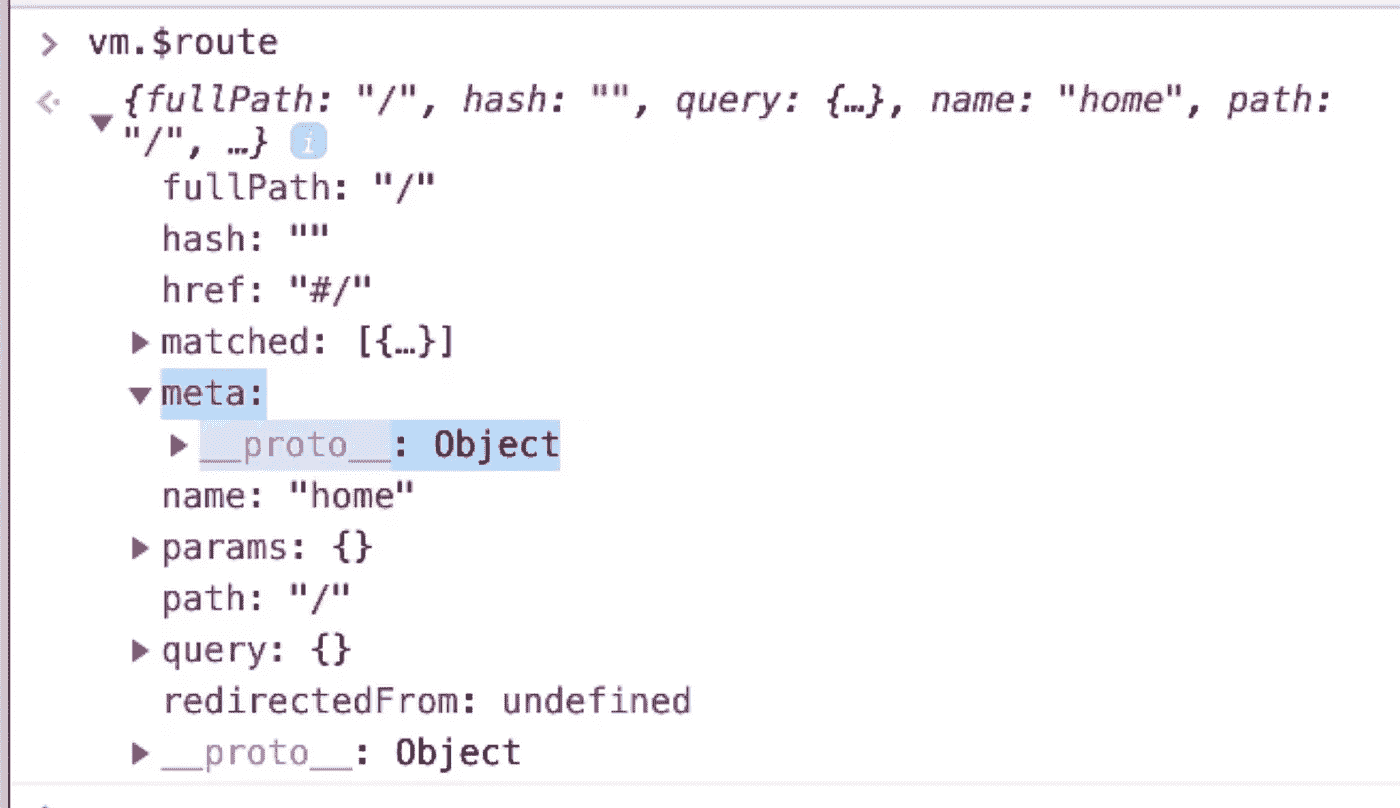 > vm.$route
{fullPath: "/", hash: "", query: {…}, name: "home", path:
"/", …} i
fullPath: "/"
hash: ""
href: "#/"
matched: [{…}]
meta:
__proto__: Object
name: "home"
params: {}
path: "/"
query: {}
redirectedFrom: undefined
__proto__: Object